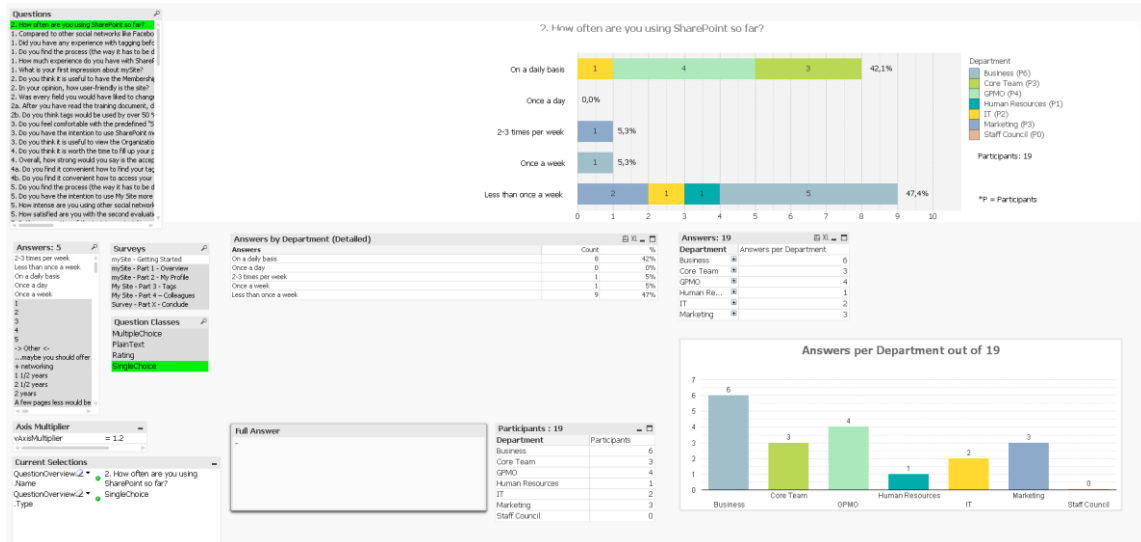 Questions
2. How often are you using SharePoint so far?
1. Compared to other social networks like Facebo
1. Did you have any experience with tagging befo
1. Do you find the process (the way it has to be d
1. How much experience do you have with ShareP
1. What is your first impression about mySite?
2. Do you think it is useful to have the Membership
2. In your opinion, how user-friendly is the site?
2. Was every field you would have liked to change
2a. After you have read the training document, d
2b. Do you think tags would be used by over 50 %
3. Do you feel comfortable with the predefined "S
3. Do you have the intention to use SharePoint m
3. Do you think it is useful to view the Organizatio
4. Do you think it is worth the time to fill up your p
4. Overall, how strong would you say is the accep
4a. Do you find it convenient how to find your tag
4b. Do you find it convenient how to access your
5. Do you find the process (the way it has to be d
5. Do you have the intention to use My Site more
5. How intense are you using other social network
5. How satisfied are you with the second evaluati
2. How often are you using SharePoint so far?
On a daily basis 1 4 3 42,1%
Once a day 0,0%
2-3 times per week 1 5,3%
Once a week 1 5,3%
Less than once a week 2 1 1 5 47,4%
0 1 2 3 4 5 6 7 8 9 10
Department
Business (P6)
Core Team (P3)
GPMO (P4)
Human Resources (P1)
IT (P2)
Marketing (P3)
Staff Council (P0)
Participants: 19
*P = Participants
Answers: 5
2-3 times per week
Less than once a week
On a daily basis
Once a day
Once a week
1
2
3
4
5
-> Other <-
...maybe you should offer
+ networking
1 1/2 years
2 1/2 years
2 years
A few pages less would be
Surveys
mySite - Getting Started
mySite - Part 1 - Overview
mySite - Part 2 - My Profile
My Site - Part 3 - Tags
My Site - Part 4 – Colleagues
Survey - Part X - Conclude
Question Classes
MultipleChoice
PlainText
Rating
SingleChoice
Answers by Department (Detailed) XL
Answers Count %
On a daily basis 8 42%
Once a day 0 0%
2-3 times per week 1 5%
Once a week 1 5%
Less than once a week 9 47%
Answers: 19 XL
Department Answers per Department
Business 6
Core Team 3
GPMO 4
Human Re... 1
IT 2
Marketing 3
Answers per Department out of 19
7
6
5
4
3
2
1
0
6 3 4 1 2 3 0
Business Core Team GPMO Human Resources IT Marketing Staff Council
Axis Multiplier
vAxisMultiplier = 1.2
Current Selections
QuestionOverview.2 2. How often are you using
.Name SharePoint so far?
QuestionOverview.2 SingleChoice
.Type
Full Answer
-
Participants : 19
Department Participants
Business 6
Core Team 3
GPMO 4
Human Resources 1
IT 2
Marketing 3
Staff Council 0